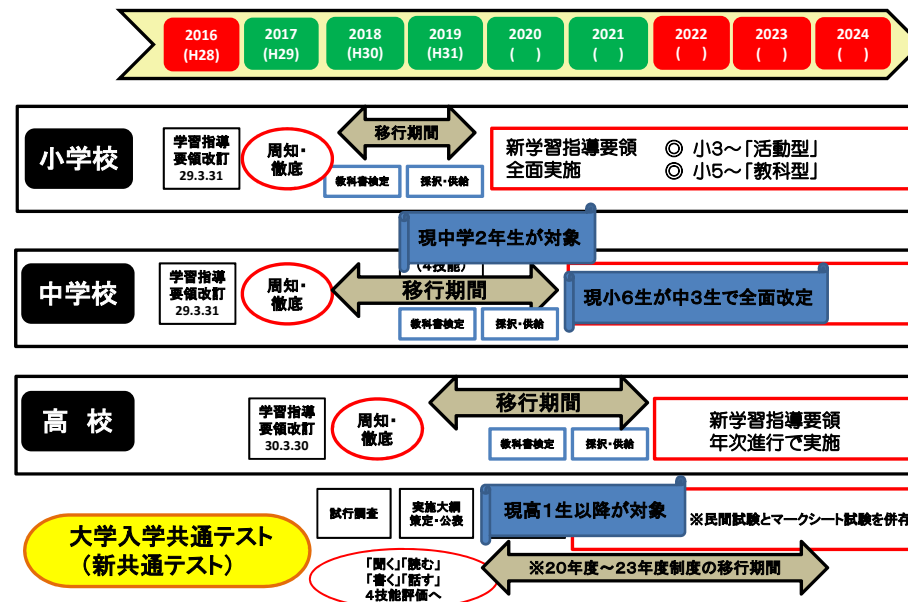 2016
(H28)
2017
(H29)
2018
(H30)
2019
(H31)
2020
(　)
2021
(　)
2022
(　)
2023
(　)
2024
(　)
小学校
学習指導
要領改訂
29.3.31
周知・
徹底
移行期間
教科書検定
採択・供給
新学習指導要領
全面実施
◎ 小3～「活動型」
◎ 小5～「教科型」
現中学2年生が対象
中学校
学習指導
要領改訂
29.3.31
周知・
徹底
(4技能)
移行期間
教科書検定
採択・供給
現小6生が中3生で全面改定
高 校
学習指導
要領改訂
30.3.30
周知・
徹底
移行期間
教科書検定
採択・供給
新学習指導要領
年次進行で実施
大学入学共通テスト
(新共通テスト)
試行調査
実施大綱
策定・公表
現高1生以降が対象
※民間試験とマークシート試験を併存
「聞く」「読む」
「書く」「話す」
4技能評価へ
※20年度～23年度制度の移行期間